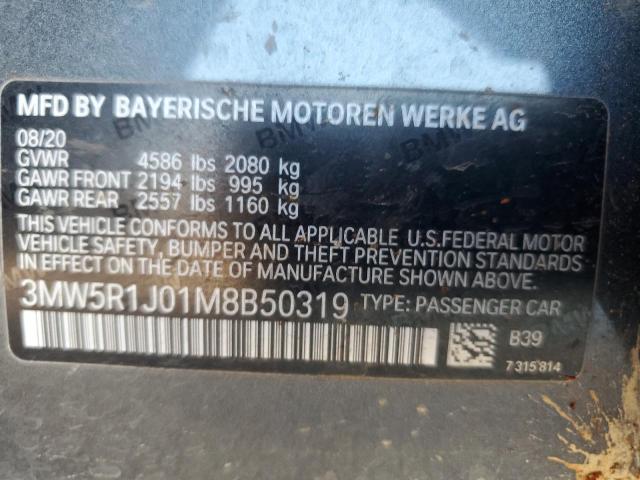 MFD BY BAYERISCHE MOTOREN WERKE AG
08/20
GVWR 4586 lbs 2080 kg
GAWR FRONT 2194 lbs 995 kg
GAWR REAR 2557 lbs 1160 kg
THIS VEHICLE CONFORMS TO ALL APPLICABLE U.S.FEDERAL MOTOR
VEHICLE SAFETY, BUMPER AND THEFT PREVENTION STANDARDS
IN EFFECT ON THE DATE OF MANUFACTURE SHOWN ABOVE.
3MW5R1J01M8B50319 TYPE: PASSENGER CAR
B39
7 315 814